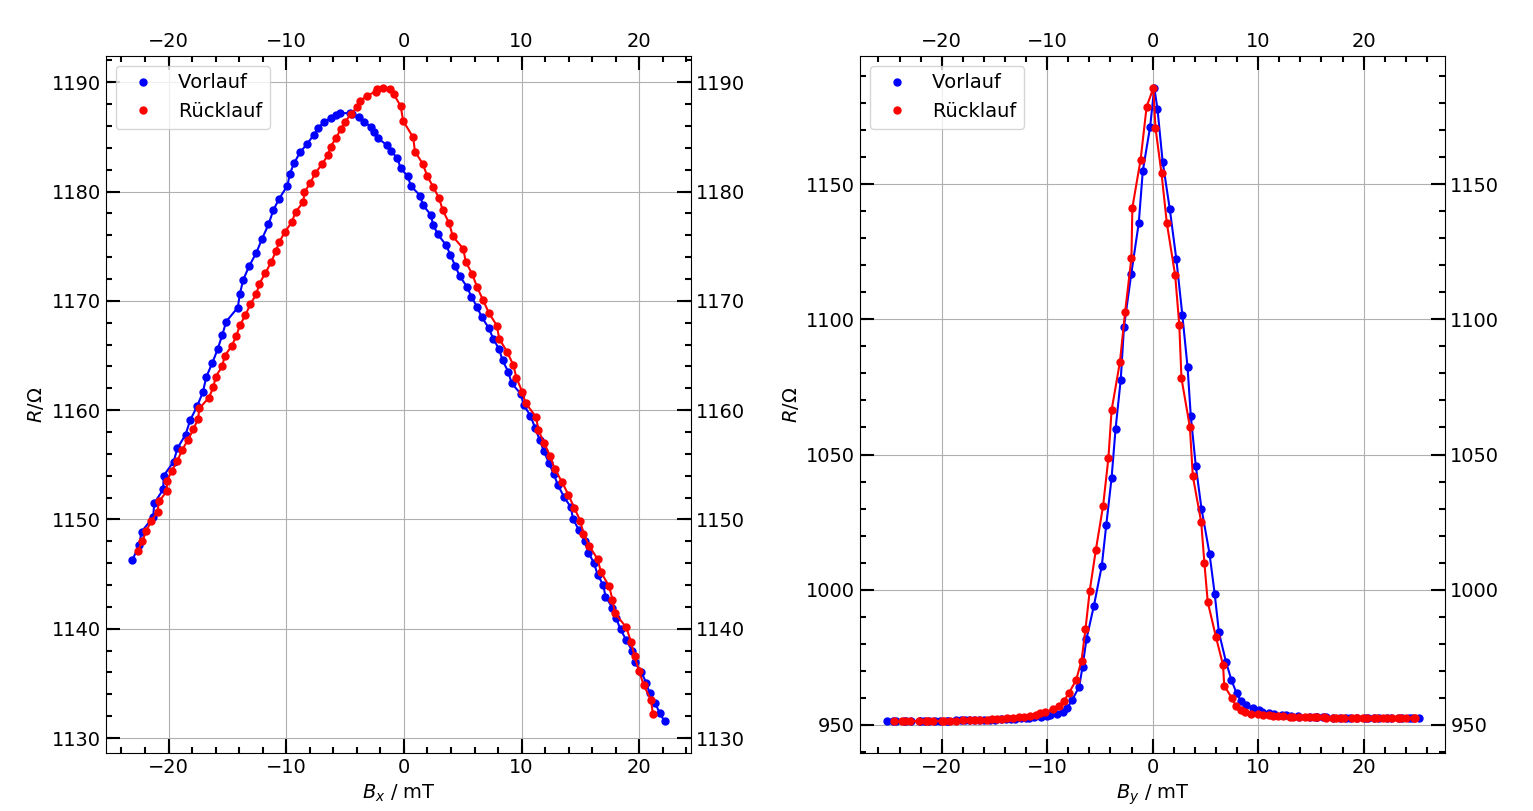 −20 −10 0 10 20
Vorlauf
Rücklauf
1190 1190
1180 1180
1170 1170
1160 1160
1150 1150
1140 1140
1130 1130
R/Ω
−20 −10 0 10 20
Bₓ / mT
−20 −10 0 10 20
Vorlauf
Rücklauf
1150 1150
1100 1100
1050 1050
1000 1000
950 950
R/Ω
−20 −10 0 10 20
B_y / mT